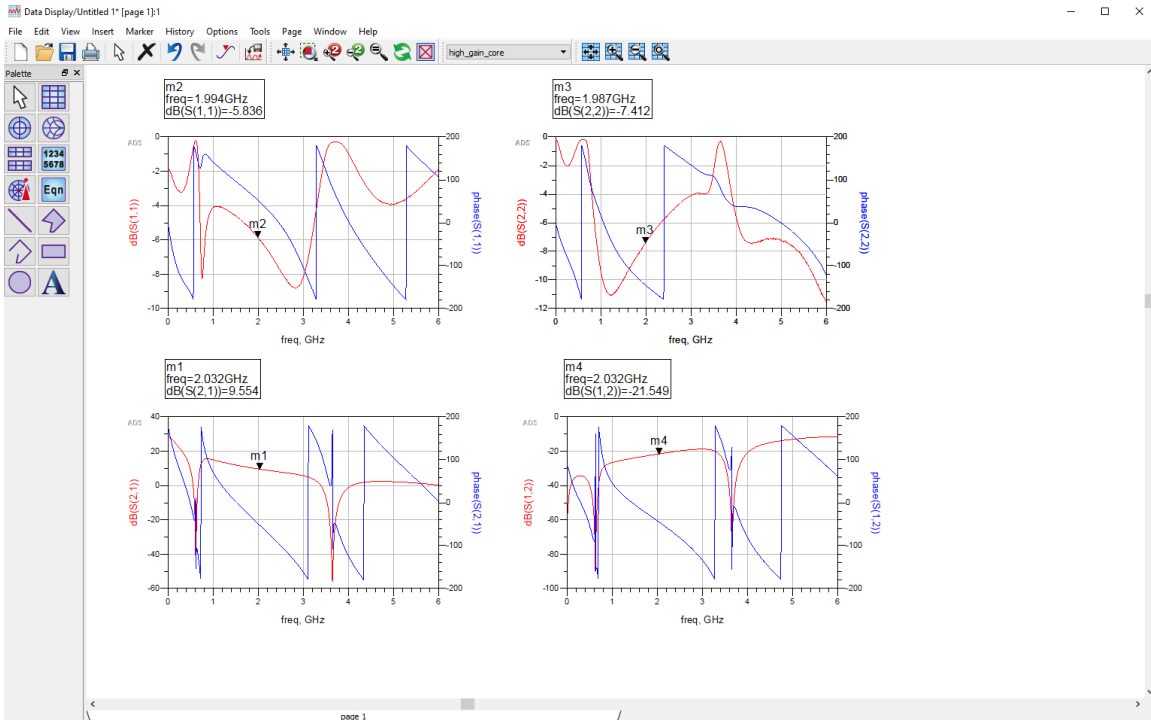 Data Display/Untitled 1* [page 1]:1
File Edit View Insert Marker History Options Tools Page Window Help
high_gain_core
Palette
1234
5678
Eqn
A
m2
freq=1.994GHz
dB(S(1,1))=-5.836
ADS
dB(S(1,1))
0
-2
-4
-6
-8
-10
m2
200
100
0
-100
-200
phase(S(1,1))
0 1 2 3 4 5 6
freq, GHz
m3
freq=1.987GHz
dB(S(2,2))=-7.412
ADS
dB(S(2,2))
0
-2
-4
-6
-8
-10
-12
m3
200
100
0
-100
-200
phase(S(2,2))
0 1 2 3 4 5 6
freq, GHz
m1
freq=2.032GHz
dB(S(2,1))=9.554
ADS
dB(S(2,1))
40
20
0
-20
-40
-60
m1
200
100
0
-100
-200
phase(S(2,1))
0 1 2 3 4 5 6
freq, GHz
m4
freq=2.032GHz
dB(S(1,2))=-21.549
ADS
dB(S(1,2))
0
-20
-40
-60
-80
-100
m4
200
100
0
-100
-200
phase(S(1,2))
0 1 2 3 4 5 6
freq, GHz
page 1